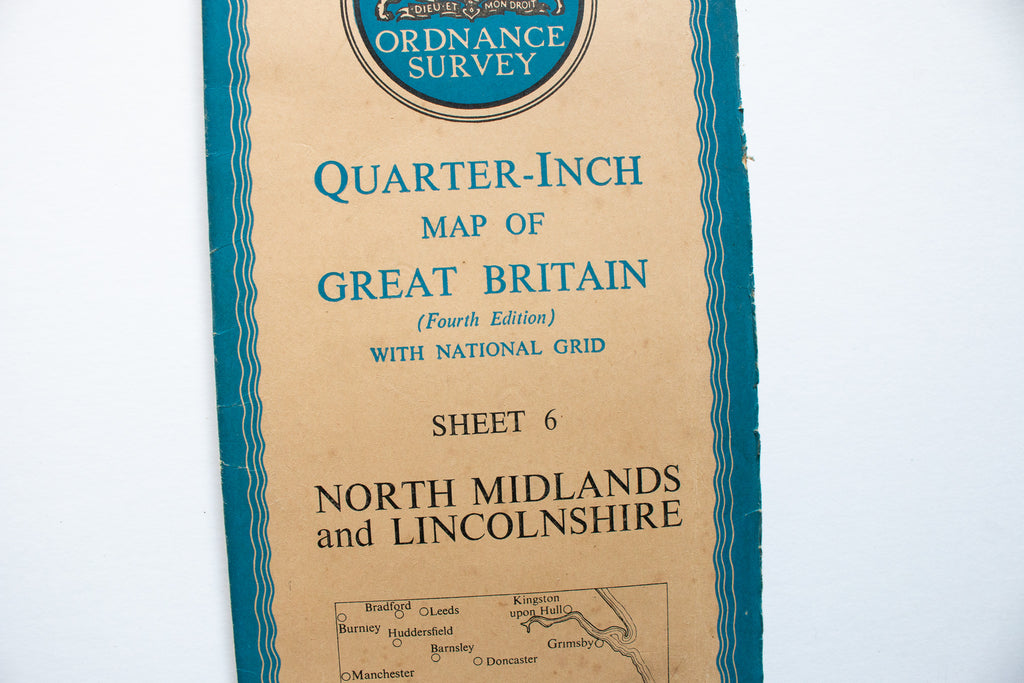 DIEU·ET MON DROIT
ORDNANCE
SURVEY
QUARTER-INCH
MAP OF
GREAT BRITAIN
(Fourth Edition)
WITH NATIONAL GRID
SHEET 6
NORTH MIDLANDS
and LINCOLNSHIRE
Bradford Leeds Kingston
upon Hull
Burnley Huddersfield
Barnsley Grimsby
Doncaster
Manchester